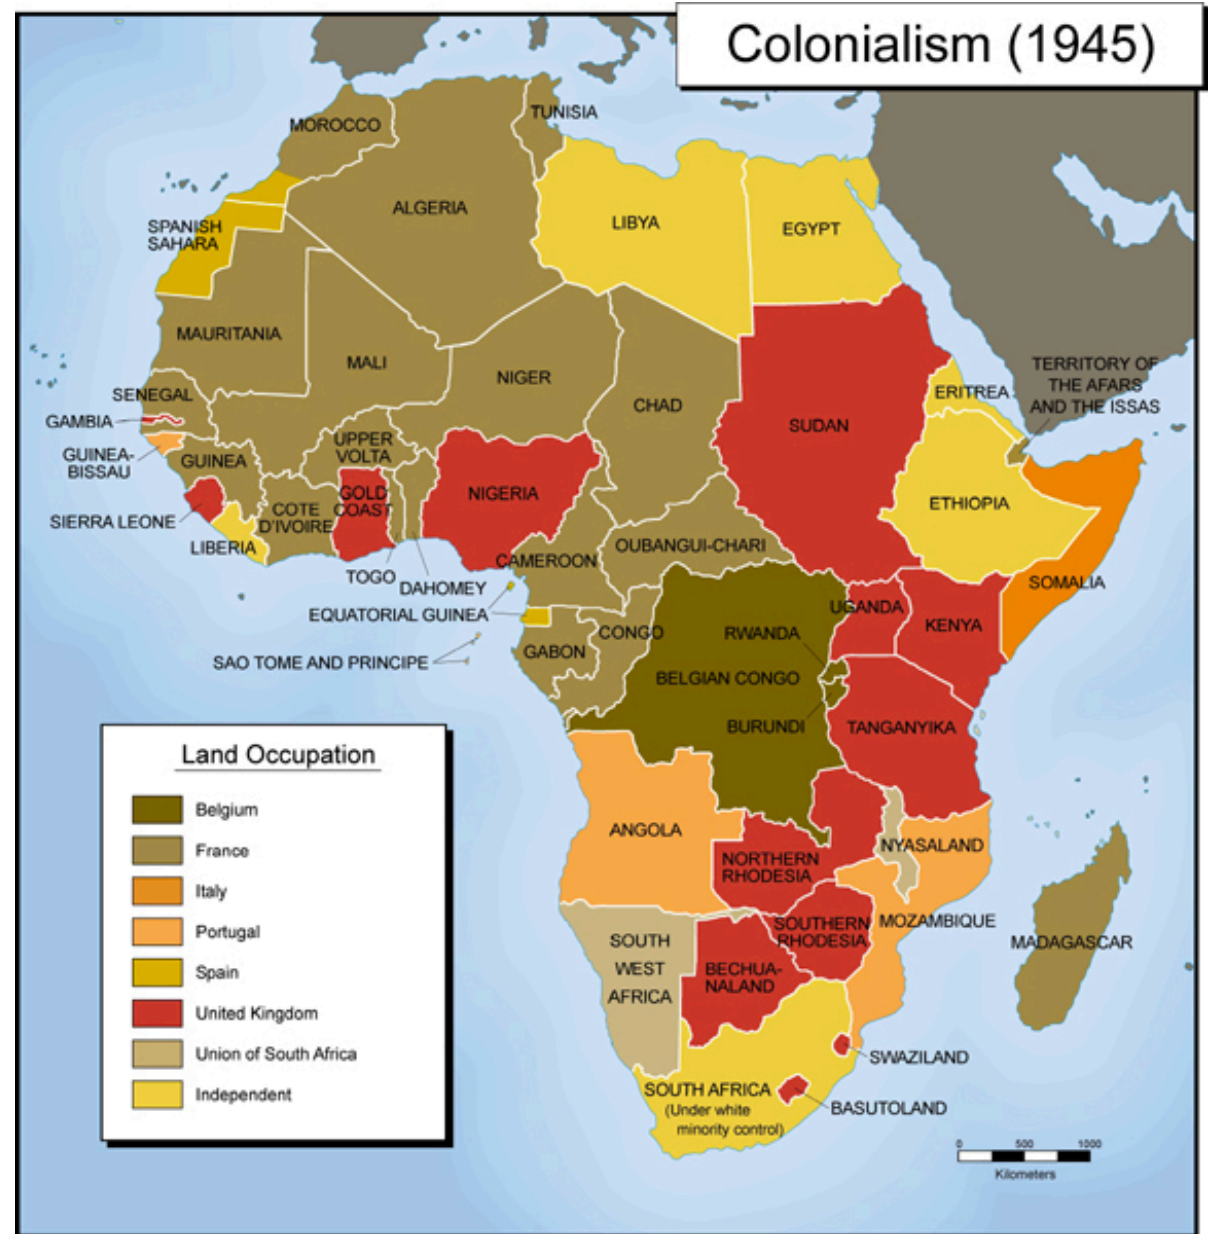 Colonialism (1945)
MOROCCO
TUNISIA
ALGERIA
LIBYA
EGYPT
SPANISH
SAHARA
MAURITANIA
MALI
NIGER
CHAD
SUDAN
ERITREA
TERRITORY OF
THE AFARS
AND THE ISSAS
SENEGAL
GAMBIA
GUINEA-
BISSAU
GUINEA
SIERRA LEONE
LIBERIA
COTE
D'IVOIRE
UPPER
VOLTA
GOLD
COAST
TOGO
DAHOMEY
NIGERIA
CAMEROON
OUBANGUI-CHARI
ETHIOPIA
SOMALIA
EQUATORIAL GUINEA
SAO TOME AND PRINCIPE
GABON
CONGO
RWANDA
BELGIAN CONGO
BURUNDI
UGANDA
KENYA
TANGANYIKA
ANGOLA
NORTHERN
RHODESIA
NYASALAND
MOZAMBIQUE
SOUTHERN
RHODESIA
MADAGASCAR
SOUTH
WEST
AFRICA
BECHUA-
NALAND
SWAZILAND
SOUTH AFRICA
(Under white
minority control)
BASUTOLAND
Land Occupation
Belgium
France
Italy
Portugal
Spain
United Kingdom
Union of South Africa
Independent
0 500 1000
Kilometers